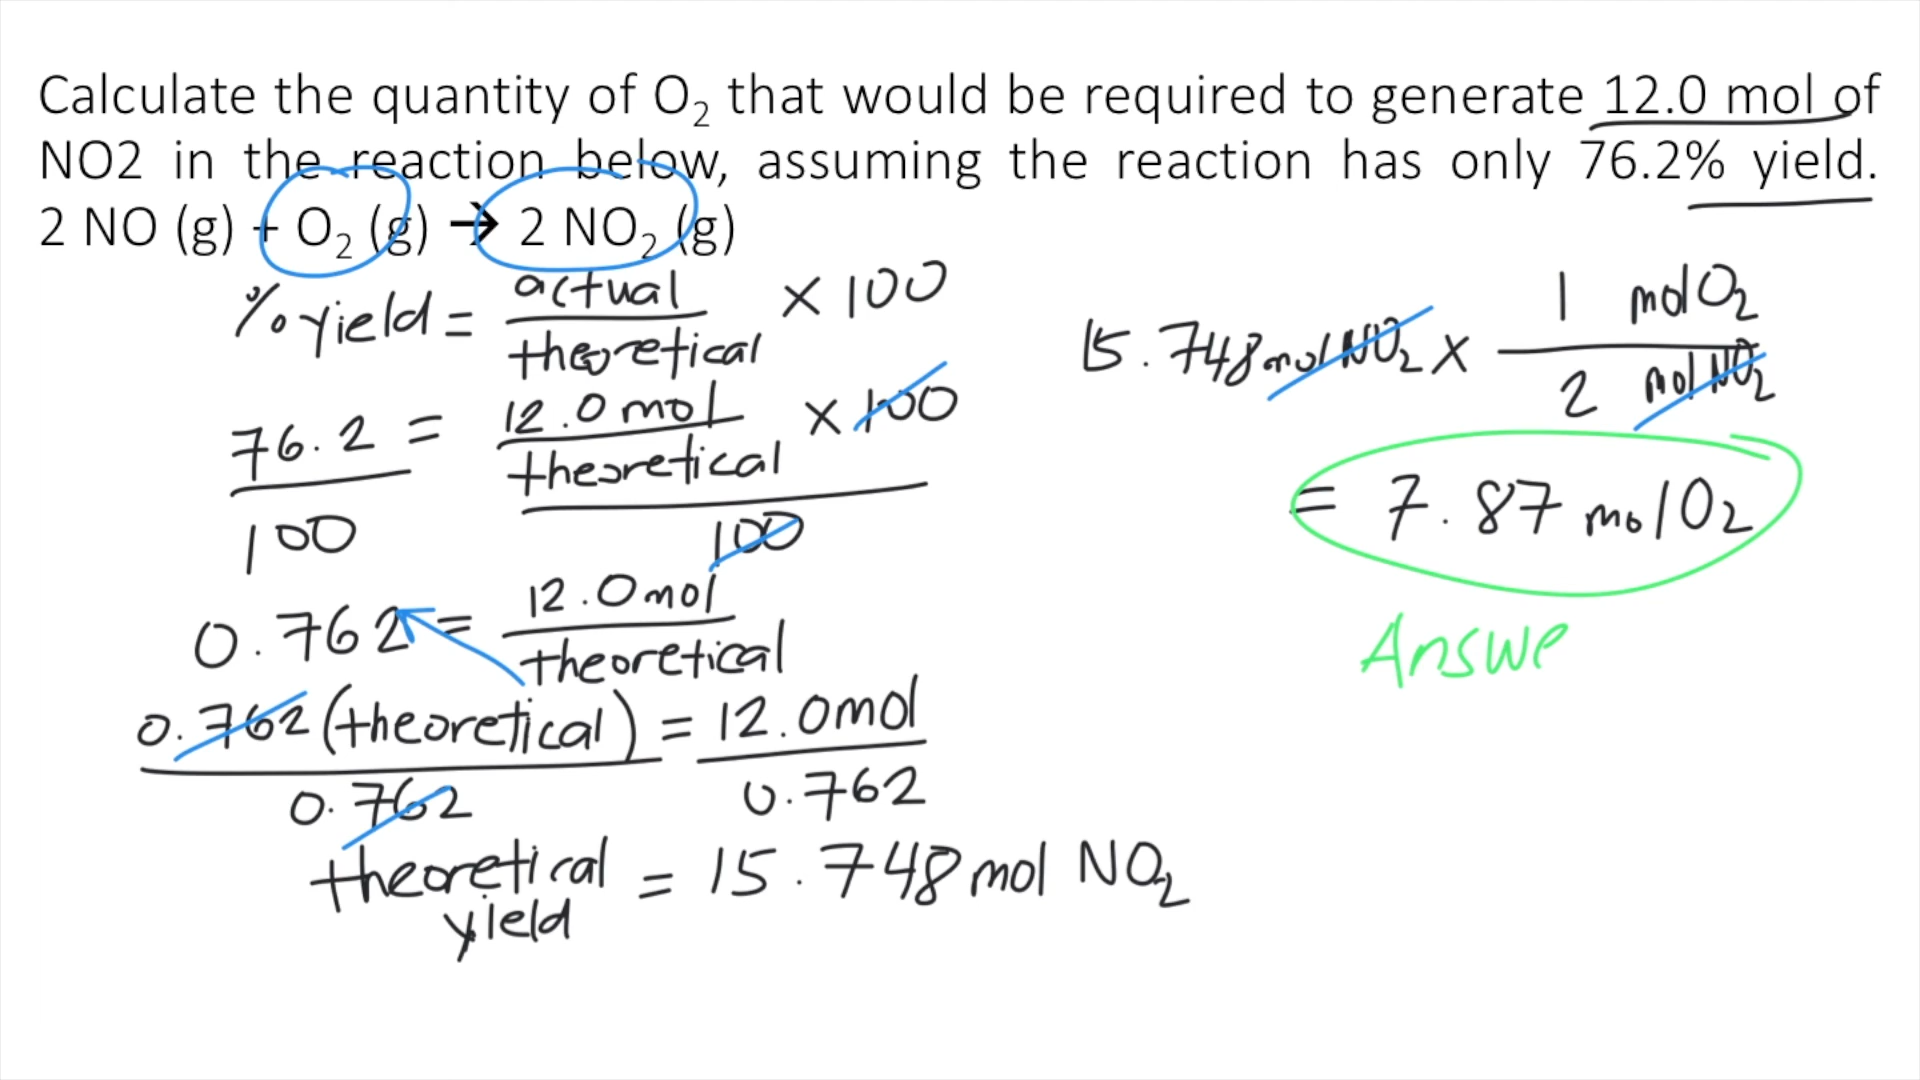 Calculate the quantity of O₂ that would be required to generate 12.0 mol of
NO2 in the reaction below, assuming the reaction has only 76.2% yield.
2 NO (g) + O₂ (g) → 2 NO₂ (g)
% yield = actual / theoretical × 100
76.2 / 100 = 12.0 mol / theoretical × 100 / 100
0.762 = 12.0 mol / theoretical
0.762 (theoretical) / 0.762 = 12.0 mol / 0.762
theoretical yield = 15.748 mol NO₂
15.748 mol NO₂ × 1 mol O₂ / 2 mol NO₂
= 7.87 mol O₂
Answe